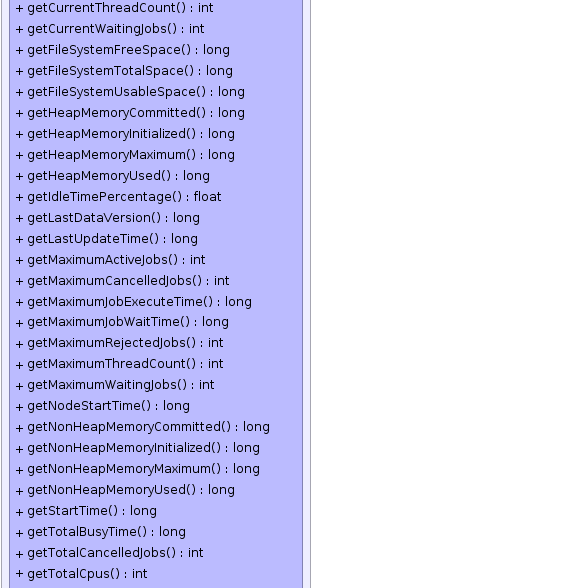 + getCurrentThreadCount() : int
+ getCurrentWaitingJobs() : int
+ getFileSystemFreeSpace() : long
+ getFileSystemTotalSpace() : long
+ getFileSystemUsableSpace() : long
+ getHeapMemoryCommitted() : long
+ getHeapMemoryInitialized() : long
+ getHeapMemoryMaximum() : long
+ getHeapMemoryUsed() : long
+ getIdleTimePercentage() : float
+ getLastDataVersion() : long
+ getLastUpdateTime() : long
+ getMaximumActiveJobs() : int
+ getMaximumCancelledJobs() : int
+ getMaximumJobExecuteTime() : long
+ getMaximumJobWaitTime() : long
+ getMaximumRejectedJobs() : int
+ getMaximumThreadCount() : int
+ getMaximumWaitingJobs() : int
+ getNodeStartTime() : long
+ getNonHeapMemoryCommitted() : long
+ getNonHeapMemoryInitialized() : long
+ getNonHeapMemoryMaximum() : long
+ getNonHeapMemoryUsed() : long
+ getStartTime() : long
+ getTotalBusyTime() : long
+ getTotalCancelledJobs() : int
+ getTotalCpus() : int